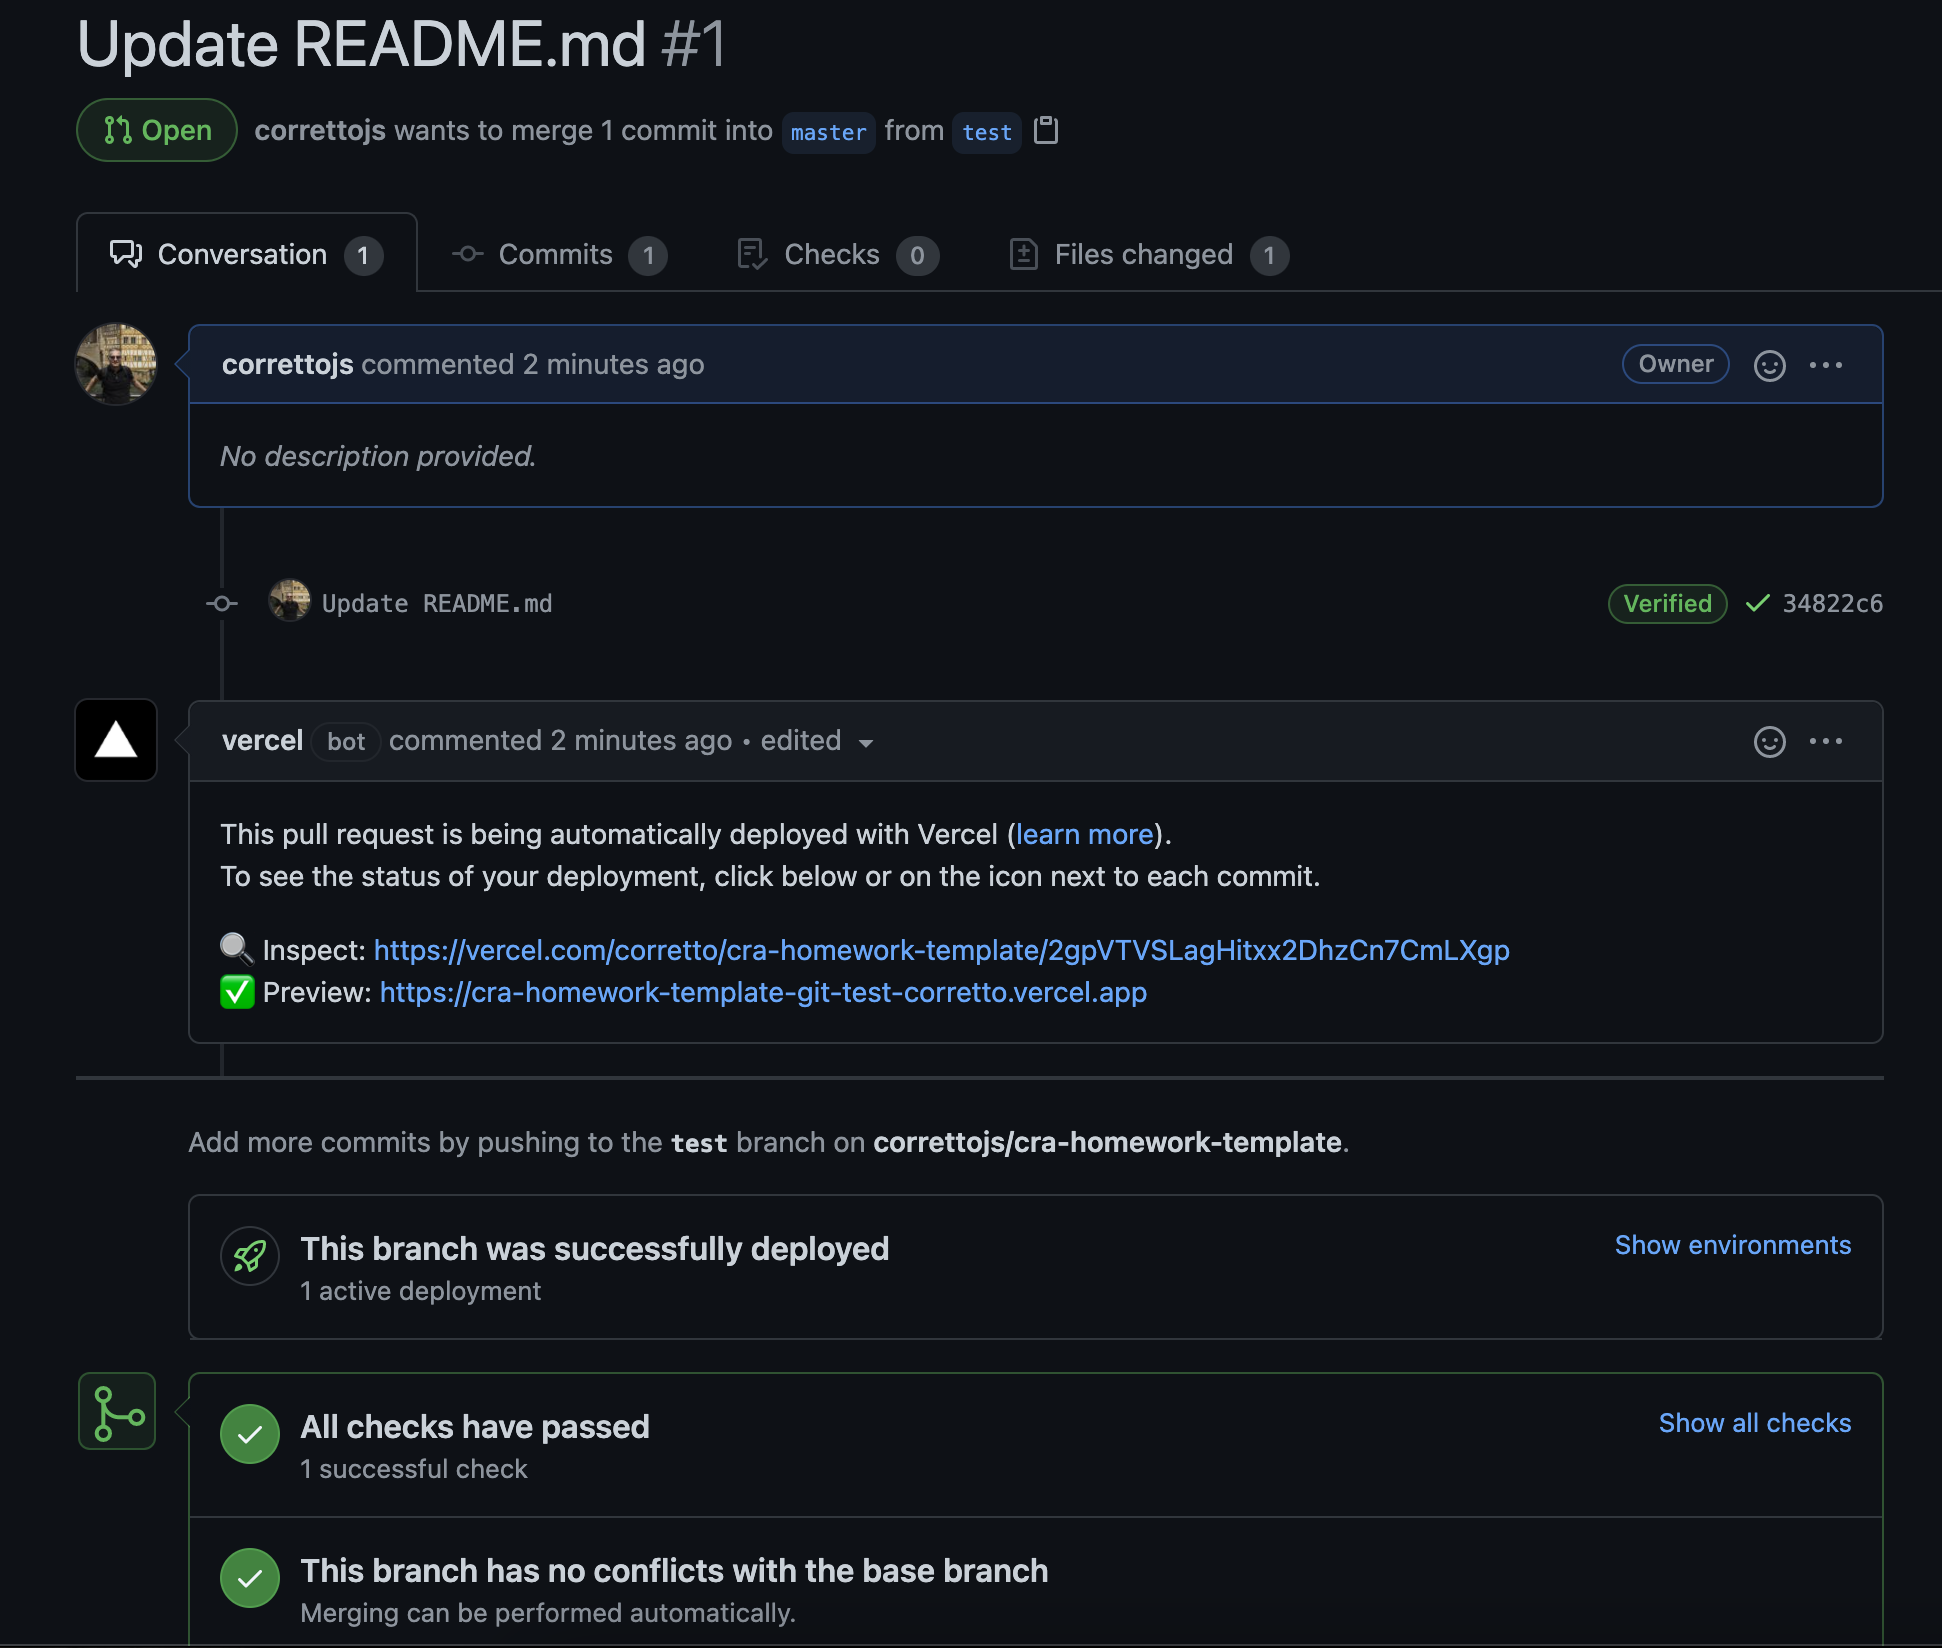 Update README.md #1
Open correttojs wants to merge 1 commit into master from test
Conversation 1 Commits 1 Checks 0 Files changed 1
correttojs commented 2 minutes ago Owner
No description provided.
Update README.md Verified 34822c6
vercel bot commented 2 minutes ago • edited
This pull request is being automatically deployed with Vercel (learn more).
To see the status of your deployment, click below or on the icon next to each commit.
🔍 Inspect: https://vercel.com/corretto/cra-homework-template/2gpVTVSLagHitxx2DhzCn7CmLXgp
✅ Preview: https://cra-homework-template-git-test-corretto.vercel.app
Add more commits by pushing to the test branch on correttojs/cra-homework-template.
This branch was successfully deployed Show environments
1 active deployment
All checks have passed Show all checks
1 successful check
This branch has no conflicts with the base branch
Merging can be performed automatically.